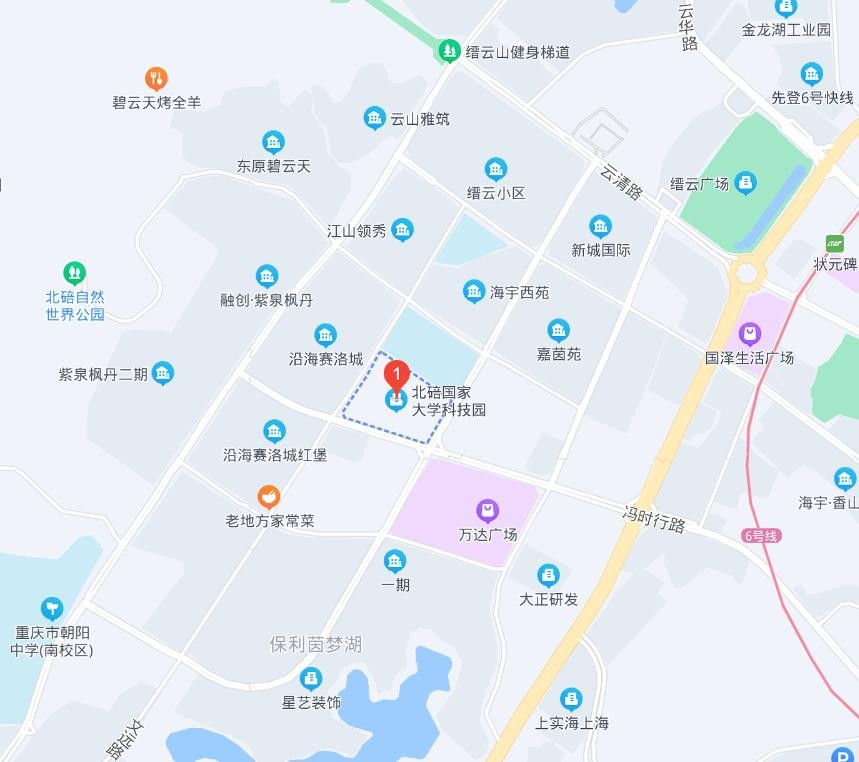 云华路
金龙湖工业园
缙云山健身梯道
碧云天烤全羊
先登6号快线
云山雅筑
东原碧云天
缙云小区
云清路
缙云广场
江山领秀
新城国际
状元碑
北碚自然
世界公园
融创·紫泉枫丹
海宇西苑
沿海赛洛城
嘉茵苑
国泽生活广场
紫泉枫丹二期
1
北碚国家
大学科技园
沿海赛洛城红堡
老地方家常菜
万达广场
冯时行路
海宇·香山
6号线
一期
大正研发
重庆市朝阳
中学(南校区)
保利茵梦湖
星艺装饰
上实海上海
文远路
P